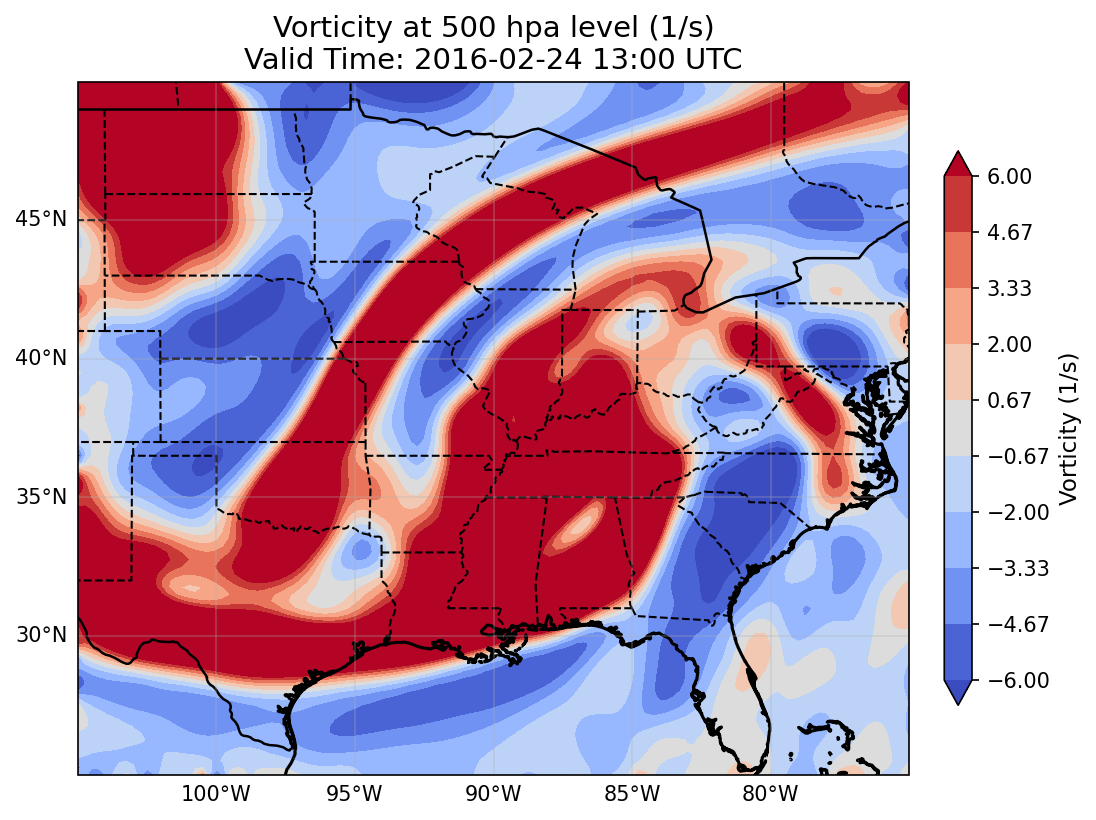 Vorticity at 500 hpa level (1/s)
Valid Time: 2016-02-24 13:00 UTC
45°N
40°N
35°N
30°N
100°W
95°W
90°W
85°W
80°W
6.00
4.67
3.33
2.00
0.67
−0.67
−2.00
−3.33
−4.67
−6.00
Vorticity (1/s)